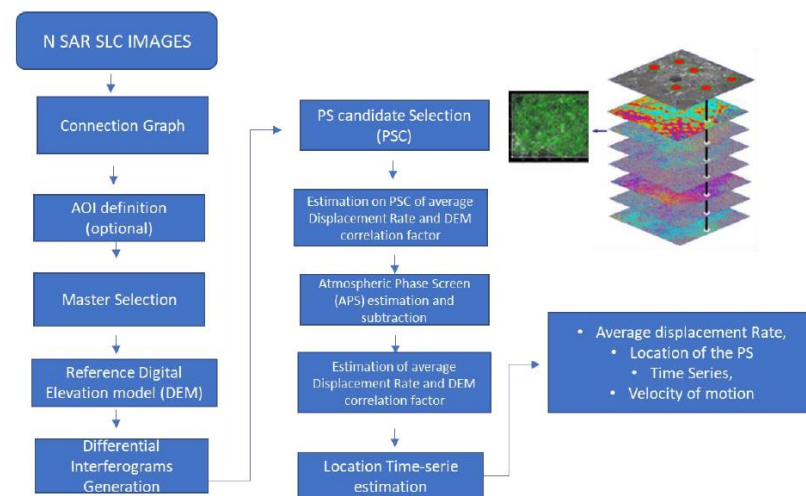 N SAR SLC IMAGES
Connection Graph
AOI definition
(optional)
Master Selection
Reference Digital
Elevation model (DEM)
Differential
Interferograms
Generation
PS candidate Selection
(PSC)
Estimation on PSC of average
Displacement Rate and DEM
correlation factor
Atmospheric Phase Screen
(APS) estimation and
subtraction
Estimation of average
Displacement Rate and DEM
correlation factor
Location Time-serie
estimation
• Average displacement Rate,
• Location of the PS
• Time Series,
• Velocity of motion